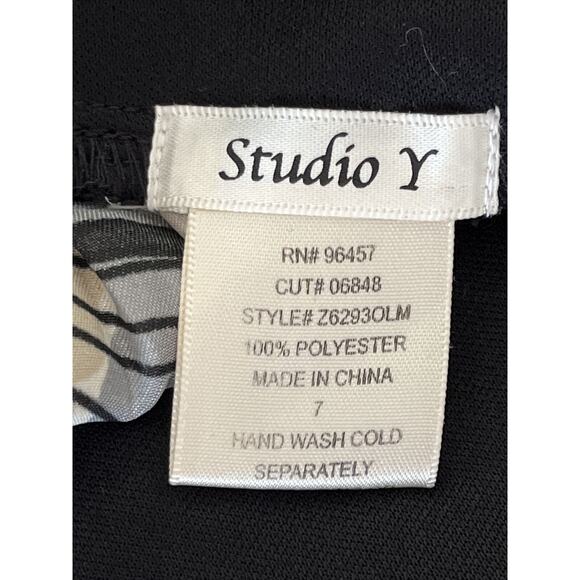 Studio Y
RN# 96457
CUT# 06848
STYLE# Z6293OLM
100% POLYESTER
MADE IN CHINA
7
HAND WASH COLD
SEPARATELY